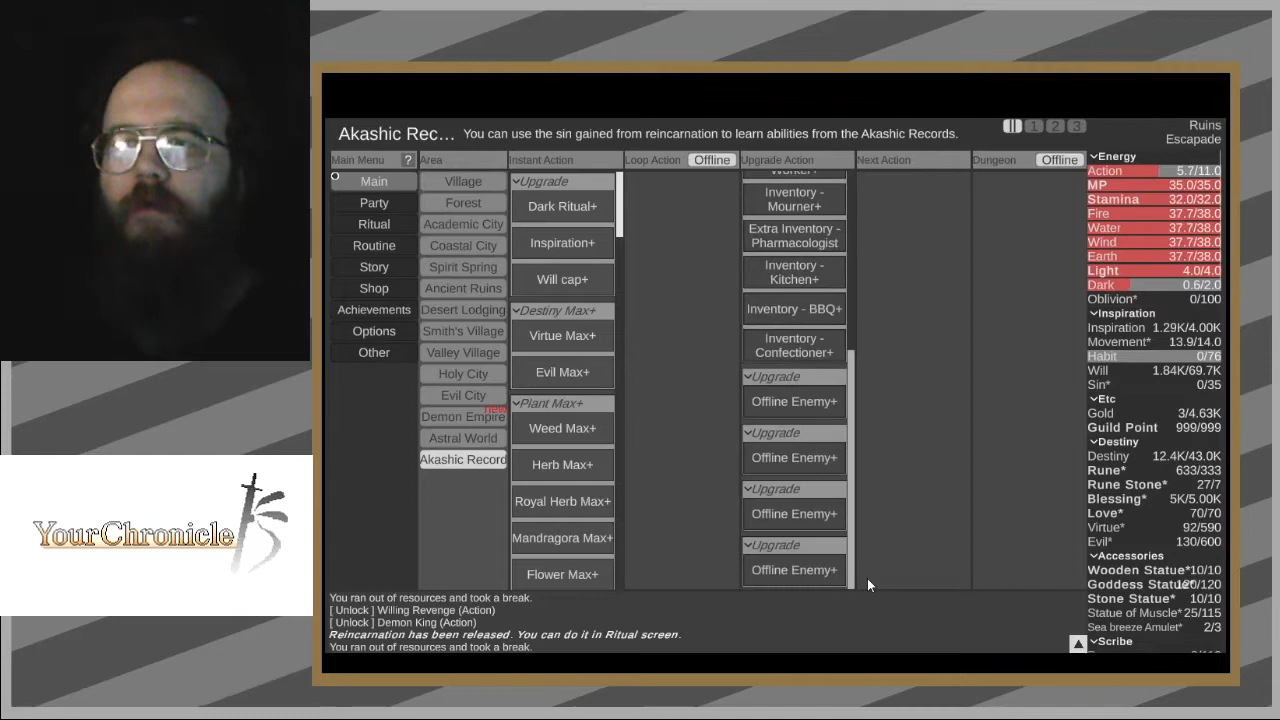 Akashic Rec... You can use the sin gained from reincarnation to learn abilities from the Akashic Records.
1 2 3
Ruins
Escapade
Main Menu ? Area Instant Action Loop Action Offline Upgrade Action Next Action Dungeon Offline
Main
Party
Ritual
Routine
Story
Shop
Achievements
Options
Other
Village
Forest
Academic City
Coastal City
Spirit Spring
Ancient Ruins
Desert Lodging
Smith's Village
Valley Village
Holy City
Evil City
new
Demon Empire
Astral World
Akashic Record
Upgrade
Dark Ritual+
Inspiration+
Will cap+
Destiny Max+
Virtue Max+
Evil Max+
Plant Max+
Weed Max+
Herb Max+
Royal Herb Max+
Mandragora Max+
Flower Max+
Worker+
Inventory -
Mourner+
Extra Inventory -
Pharmacologist
Inventory -
Kitchen+
Inventory - BBQ+
Inventory -
Confectioner+
Upgrade
Offline Enemy+
Upgrade
Offline Enemy+
Upgrade
Offline Enemy+
Upgrade
Offline Enemy+
Energy
Action 5.7/11.0
MP 35.0/35.0
Stamina 32.0/32.0
Fire 37.7/38.0
Water 37.7/38.0
Wind 37.7/38.0
Earth 37.7/38.0
Light 4.0/4.0
Dark 0.6/2.0
Oblivion* 0/100
Inspiration
Inspiration 1.29K/4.00K
Movement* 13.9/14.0
Habit 0/76
Will 1.84K/69.7K
Sin* 0/35
Etc
Gold 3/4.63K
Guild Point 999/999
Destiny
Destiny 12.4K/43.0K
Rune* 633/333
Rune Stone* 27/7
Blessing* 5K/5.00K
Love* 70/70
Virtue* 92/590
Evil* 130/600
Accessories
Wooden Statue* 10/10
Goddess Statue* 120/120
Stone Statue* 10/10
Statue of Muscle* 25/115
Sea breeze Amulet* 2/3
Scribe
You ran out of resources and took a break.
[ Unlock ] Willing Revenge (Action)
[ Unlock ] Demon King (Action)
Reincarnation has been released. You can do it in Ritual screen.
You ran out of resources and took a break.
YourChronicle